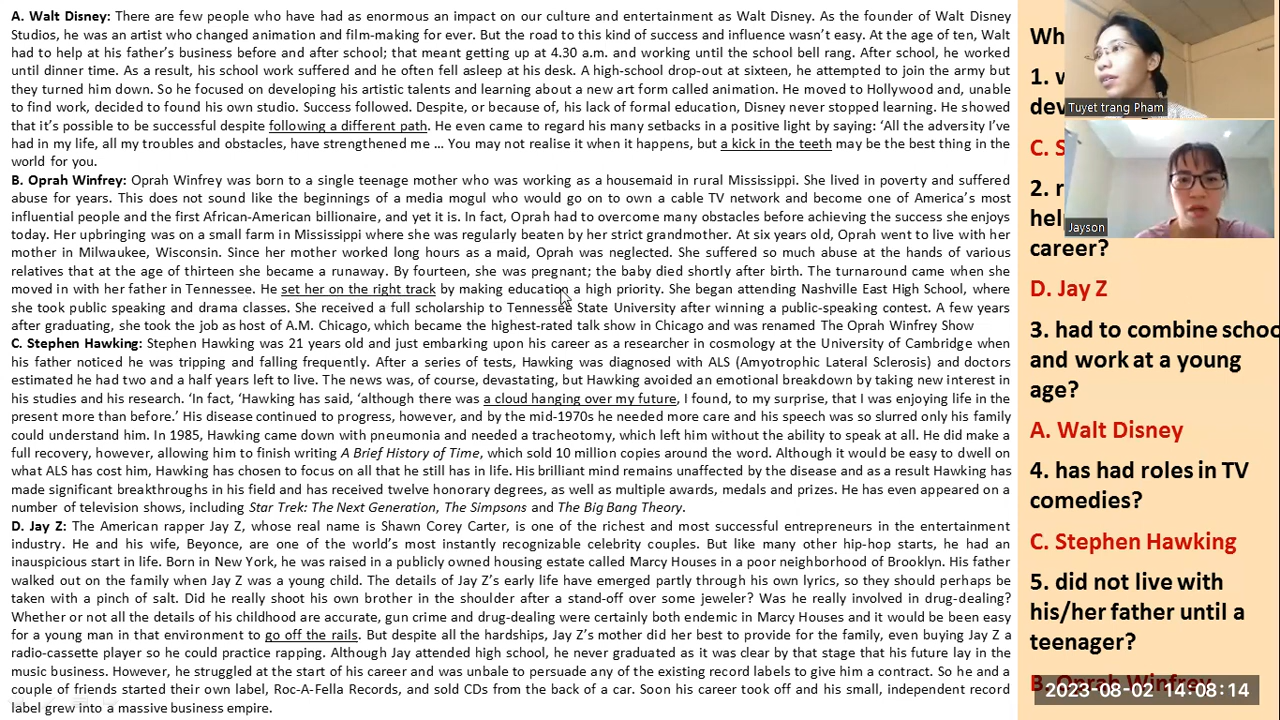 A. Walt Disney: There are few people who have had as enormous an impact on our culture and entertainment as Walt Disney. As the founder of Walt Disney
Studios, he was an artist who changed animation and film-making for ever. But the road to this kind of success and influence wasn't easy. At the age of ten, Walt
had to help at his father's business before and after school; that meant getting up at 4.30 a.m. and working until the school bell rang. After school, he worked
until dinner time. As a result, his school work suffered and he often fell asleep at his desk. A high-school drop-out at sixteen, he attempted to join the army but
they turned him down. So he focused on developing his artistic talents and learning about a new art form called animation. He moved to Hollywood and, unable
to find work, decided to found his own studio. Success followed. Despite, or because of, his lack of formal education, Disney never stopped learning. He showed
that it's possible to be successful despite following a different path. He even came to regard his many setbacks in a positive light by saying: 'All the adversity I've
had in my life, all my troubles and obstacles, have strengthened me … You may not realise it when it happens, but a kick in the teeth may be the best thing in the
world for you.
B. Oprah Winfrey: Oprah Winfrey was born to a single teenage mother who was working as a housemaid in rural Mississippi. She lived in poverty and suffered
abuse for years. This does not sound like the beginnings of a media mogul who would go on to own a cable TV network and become one of America's most
influential people and the first African-American billionaire, and yet it is. In fact, Oprah had to overcome many obstacles before achieving the success she enjoys
today. Her upbringing was on a small farm in Mississippi where she was regularly beaten by her strict grandmother. At six years old, Oprah went to live with her
mother in Milwaukee, Wisconsin. Since her mother worked long hours as a maid, Oprah was neglected. She suffered so much abuse at the hands of various
relatives that at the age of thirteen she became a runaway. By fourteen, she was pregnant; the baby died shortly after birth. The turnaround came when she
moved in with her father in Tennessee. He set her on the right track by making education a high priority. She began attending Nashville East High School, where
she took public speaking and drama classes. She received a full scholarship to Tennessee State University after winning a public-speaking contest. A few years
after graduating, she took the job as host of A.M. Chicago, which became the highest-rated talk show in Chicago and was renamed The Oprah Winfrey Show
C. Stephen Hawking: Stephen Hawking was 21 years old and just embarking upon his career as a researcher in cosmology at the University of Cambridge when
his father noticed he was tripping and falling frequently. After a series of tests, Hawking was diagnosed with ALS (Amyotrophic Lateral Sclerosis) and doctors
estimated he had two and a half years left to live. The news was, of course, devastating, but Hawking avoided an emotional breakdown by taking new interest in
his studies and his research. 'In fact, 'Hawking has said, 'although there was a cloud hanging over my future, I found, to my surprise, that I was enjoying life in the
present more than before.' His disease continued to progress, however, and by the mid-1970s he needed more care and his speech was so slurred only his family
could understand him. In 1985, Hawking came down with pneumonia and needed a tracheotomy, which left him without the ability to speak at all. He did make a
full recovery, however, allowing him to finish writing A Brief History of Time, which sold 10 million copies around the word. Although it would be easy to dwell on
what ALS has cost him, Hawking has chosen to focus on all that he still has in life. His brilliant mind remains unaffected by the disease and as a result Hawking has
made significant breakthroughs in his field and has received twelve honorary degrees, as well as multiple awards, medals and prizes. He has even appeared on a
number of television shows, including Star Trek: The Next Generation, The Simpsons and The Big Bang Theory.
D. Jay Z: The American rapper Jay Z, whose real name is Shawn Corey Carter, is one of the richest and most successful entrepreneurs in the entertainment
industry. He and his wife, Beyonce, are one of the world's most instantly recognizable celebrity couples. But like many other hip-hop starts, he had an
inauspicious start in life. Born in New York, he was raised in a publicly owned housing estate called Marcy Houses in a poor neighborhood of Brooklyn. His father
walked out on the family when Jay Z was a young child. The details of Jay Z's early life have emerged partly through his own lyrics, so they should perhaps be
taken with a pinch of salt. Did he really shoot his own brother in the shoulder after a stand-off over some jeweler? Was he really involved in drug-dealing?
Whether or not all the details of his childhood are accurate, gun crime and drug-dealing were certainly both endemic in Marcy Houses and it would be been easy
for a young man in that environment to go off the rails. But despite all the hardships, Jay Z's mother did her best to provide for the family, even buying Jay Z a
radio-cassette player so he could practice rapping. Although Jay attended high school, he never graduated as it was clear by that stage that his future lay in the
music business. However, he struggled at the start of his career and was unbale to persuade any of the existing record labels to give him a contract. So he and a
couple of friends started their own label, Roc-A-Fella Records, and sold CDs from the back of a car. Soon his career took off and his small, independent record
label grew into a massive business empire.
Wh
1. w
dev
C. S
2. r
hel
career?
D. Jay Z
3. had to combine schoo
and work at a young
age?
A. Walt Disney
4. has had roles in TV
comedies?
C. Stephen Hawking
5. did not live with
his/her father until a
teenager?
B. Oprah Winfrey
Tuyet trang Pham
Jayson
2023-08-02 14:08:14